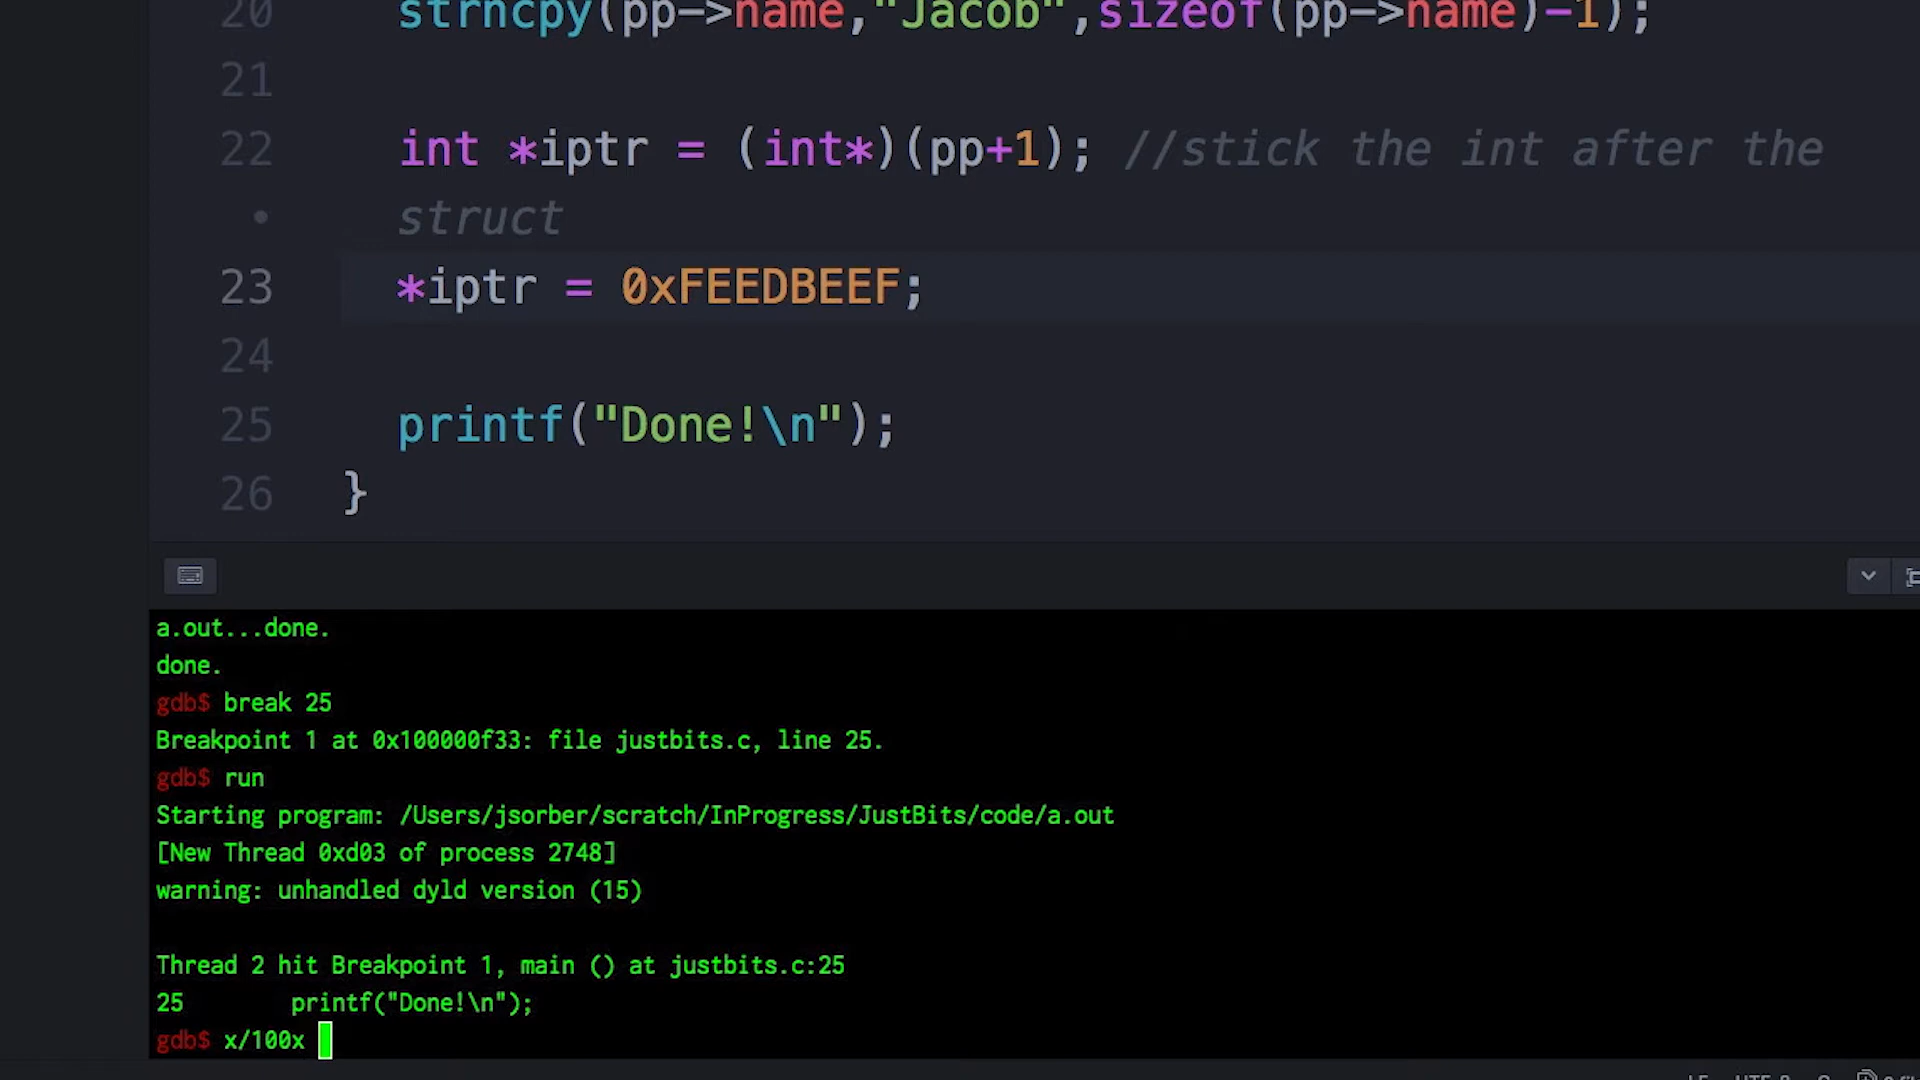 20 strncpy(pp->name,"Jacob",sizeof(pp->name)-1);
21
22 int *iptr = (int*)(pp+1); //stick the int after the
• struct
23 *iptr = 0xFEEDBEEF;
24
25 printf("Done!\n");
26 }
a.out...done.
done.
gdb$ break 25
Breakpoint 1 at 0x100000f33: file justbits.c, line 25.
gdb$ run
Starting program: /Users/jsorber/scratch/InProgress/JustBits/code/a.out
[New Thread 0xd03 of process 2748]
warning: unhandled dyld version (15)
Thread 2 hit Breakpoint 1, main () at justbits.c:25
25 printf("Done!\n");
gdb$ x/100x